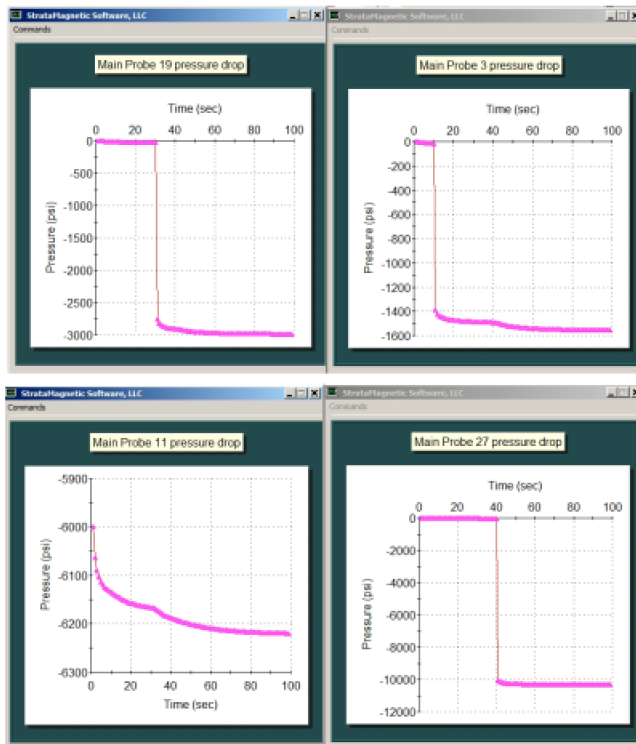 StrataMagnetic Software, LLC
Commands
Main Probe 19 pressure drop
Time (sec)
0 20 40 60 80 100
0
-500
-1000
-1500
-2000
-2500
-3000
Pressure (psi)
StrataMagnetic Software, LLC
Commands
Main Probe 3 pressure drop
Time (sec)
0 20 40 60 80 100
0
-200
-400
-600
-800
-1000
-1200
-1400
-1600
Pressure (psi)
StrataMagnetic Software, LLC
Commands
Main Probe 11 pressure drop
-5900
-6000
-6100
-6200
-6300
Pressure (psi)
0 20 40 60 80 100
Time (sec)
StrataMagnetic Software, LLC
Commands
Main Probe 27 pressure drop
Time (sec)
0 20 40 60 80 100
0
-2000
-4000
-6000
-8000
-10000
-12000
Pressure (psi)